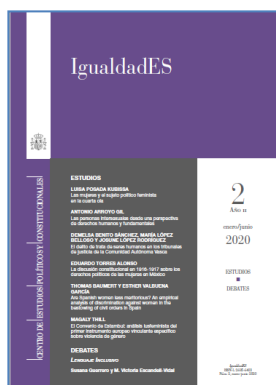 IgualdadES
CENTRO DE ESTUDIOS POLÍTICOS Y CONSTITUCIONALES
ESTUDIOS
LUISA POSADA KUBISSA
Las mujeres y el sujeto político feminista
en la cuarta ola
ANTONIO ARROYO GIL
Las personas intersexuales desde una perspectiva
de derechos humanos y fundamentales
DEMELSA BENITO SÁNCHEZ, MARÍA LÓPEZ
BELLOSO Y JOSUNE LÓPEZ RODRÍGUEZ
El delito de trata de seres humanos en los tribunales
de justicia de la Comunidad Autónoma Vasca
EDUARDO TORRES ALONSO
La discusión constitucional en 1916-1917 sobre los
derechos políticos de las mujeres en México
THOMAS BAUMERT Y ESTHER VALBUENA
GARCÍA
Are Spanish women less meritorious? An empirical
analysis of discrimination against women in the
bestowing of civil orders in Spain
MAGALY THILL
El Convenio de Estambul: análisis iusfeminista del
primer instrumento europeo vinculante específico
sobre violencia de género
DEBATES
LENGUAJE INCLUSIVO
Susana Guerrero y M. Victoria Escandell Vidal
2
Año II
enero/junio
2020
ESTUDIOS
DEBATES
IgualdadES